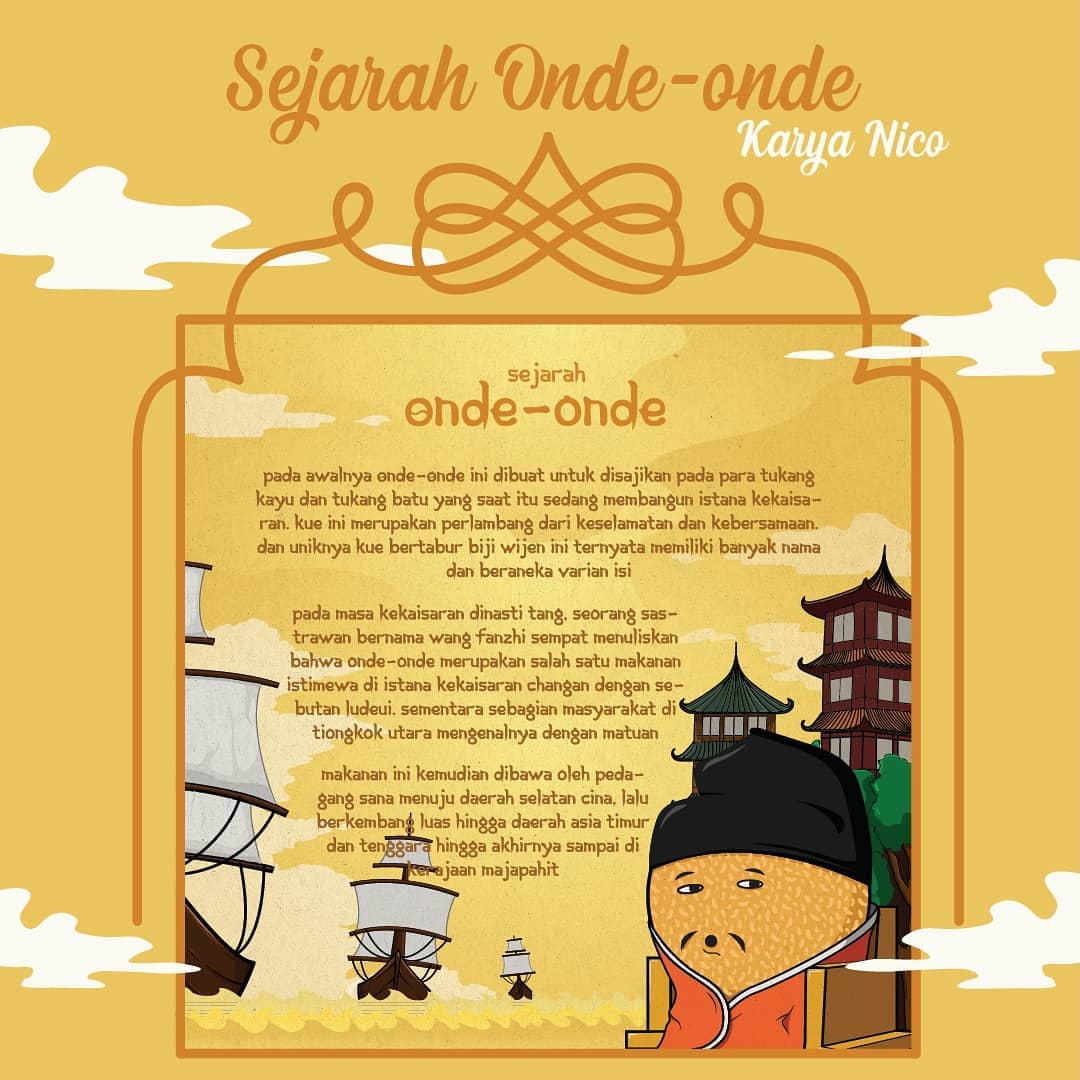 Sejarah Onde-onde
Karya Nico
sejarah
onde-onde
pada awalnya onde-onde ini dibuat untuk disajikan pada para tukang
kayu dan tukang batu yang saat itu sedang membangun istana kekaisa-
ran. kue ini merupakan perlambang dari keselamatan dan kebersamaan.
dan uniknya kue bertabur biji wijen ini ternyata memiliki banyak nama
dan beraneka varian isi
pada masa kekaisaran dinasti tang, seorang sas-
trawan bernama wang fanzhi sempat menuliskan
bahwa onde-onde merupakan salah satu makanan
istimewa di istana kekaisaran changan dengan se-
butan ludeui. sementara sebagian masyarakat di
tiongkok utara mengenalnya dengan matuan
makanan ini kemudian dibawa oleh peda-
gang sana menuju daerah selatan cina, lalu
berkembang luas hingga daerah asia timur
dan tenggara hingga akhirnya sampai di
kerajaan majapahit